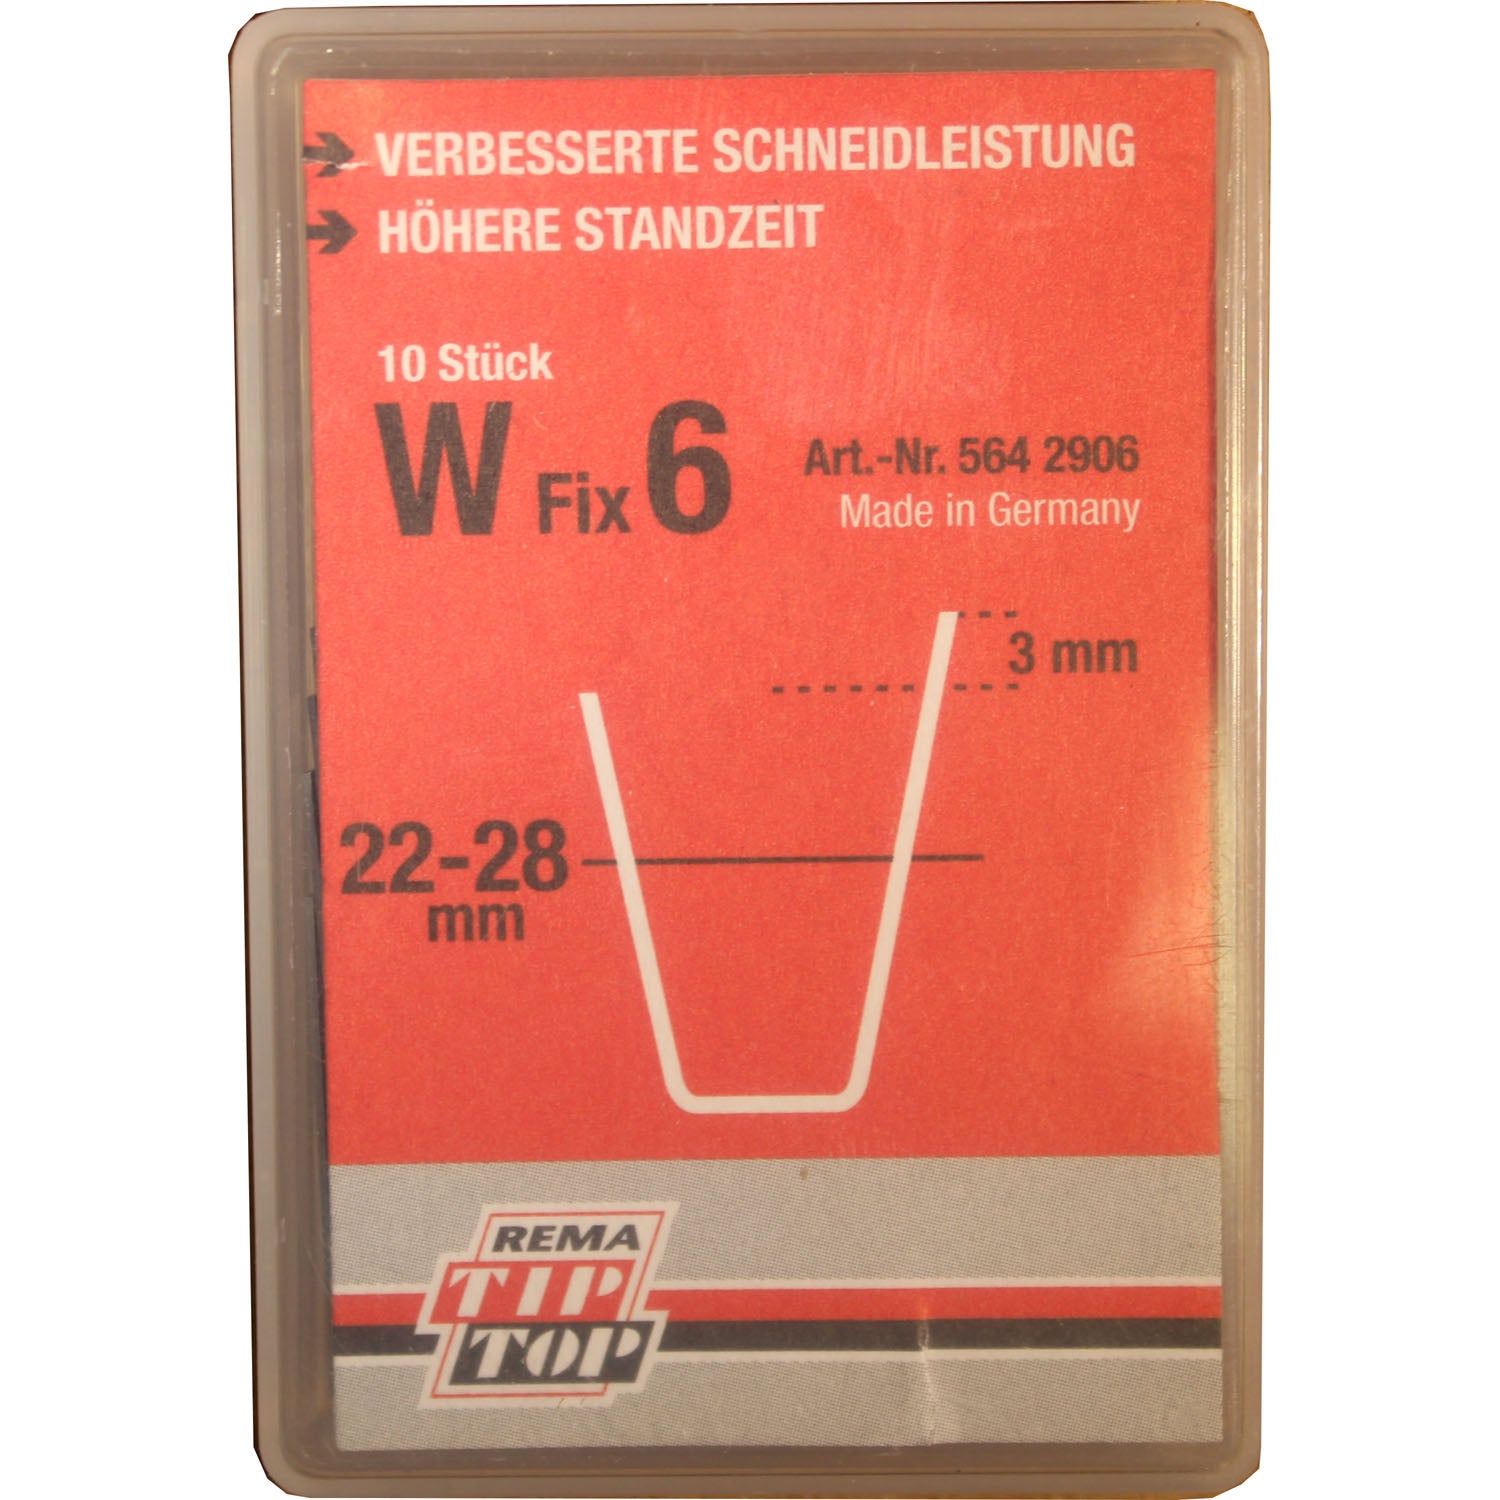 VERBESSERTE SCHNEIDLEISTUNG
HÖHERE STANDZEIT
10 Stück
W Fix 6
Art.-Nr. 564 2906
Made in Germany
3 mm
22-28
mm
REMA
TIP
TOP